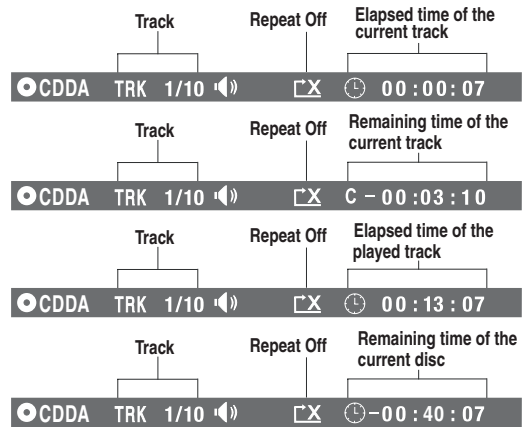 Track Repeat Off Elapsed time of the
current track
CDDA TRK 1/10 X 00:00:07
Track Repeat Off Remaining time of the
current track
CDDA TRK 1/10 X C -00:03:10
Track Repeat Off Elapsed time of the
played track
CDDA TRK 1/10 X 00:13:07
Track Repeat Off Remaining time of the
current disc
CDDA TRK 1/10 X -00:40:07